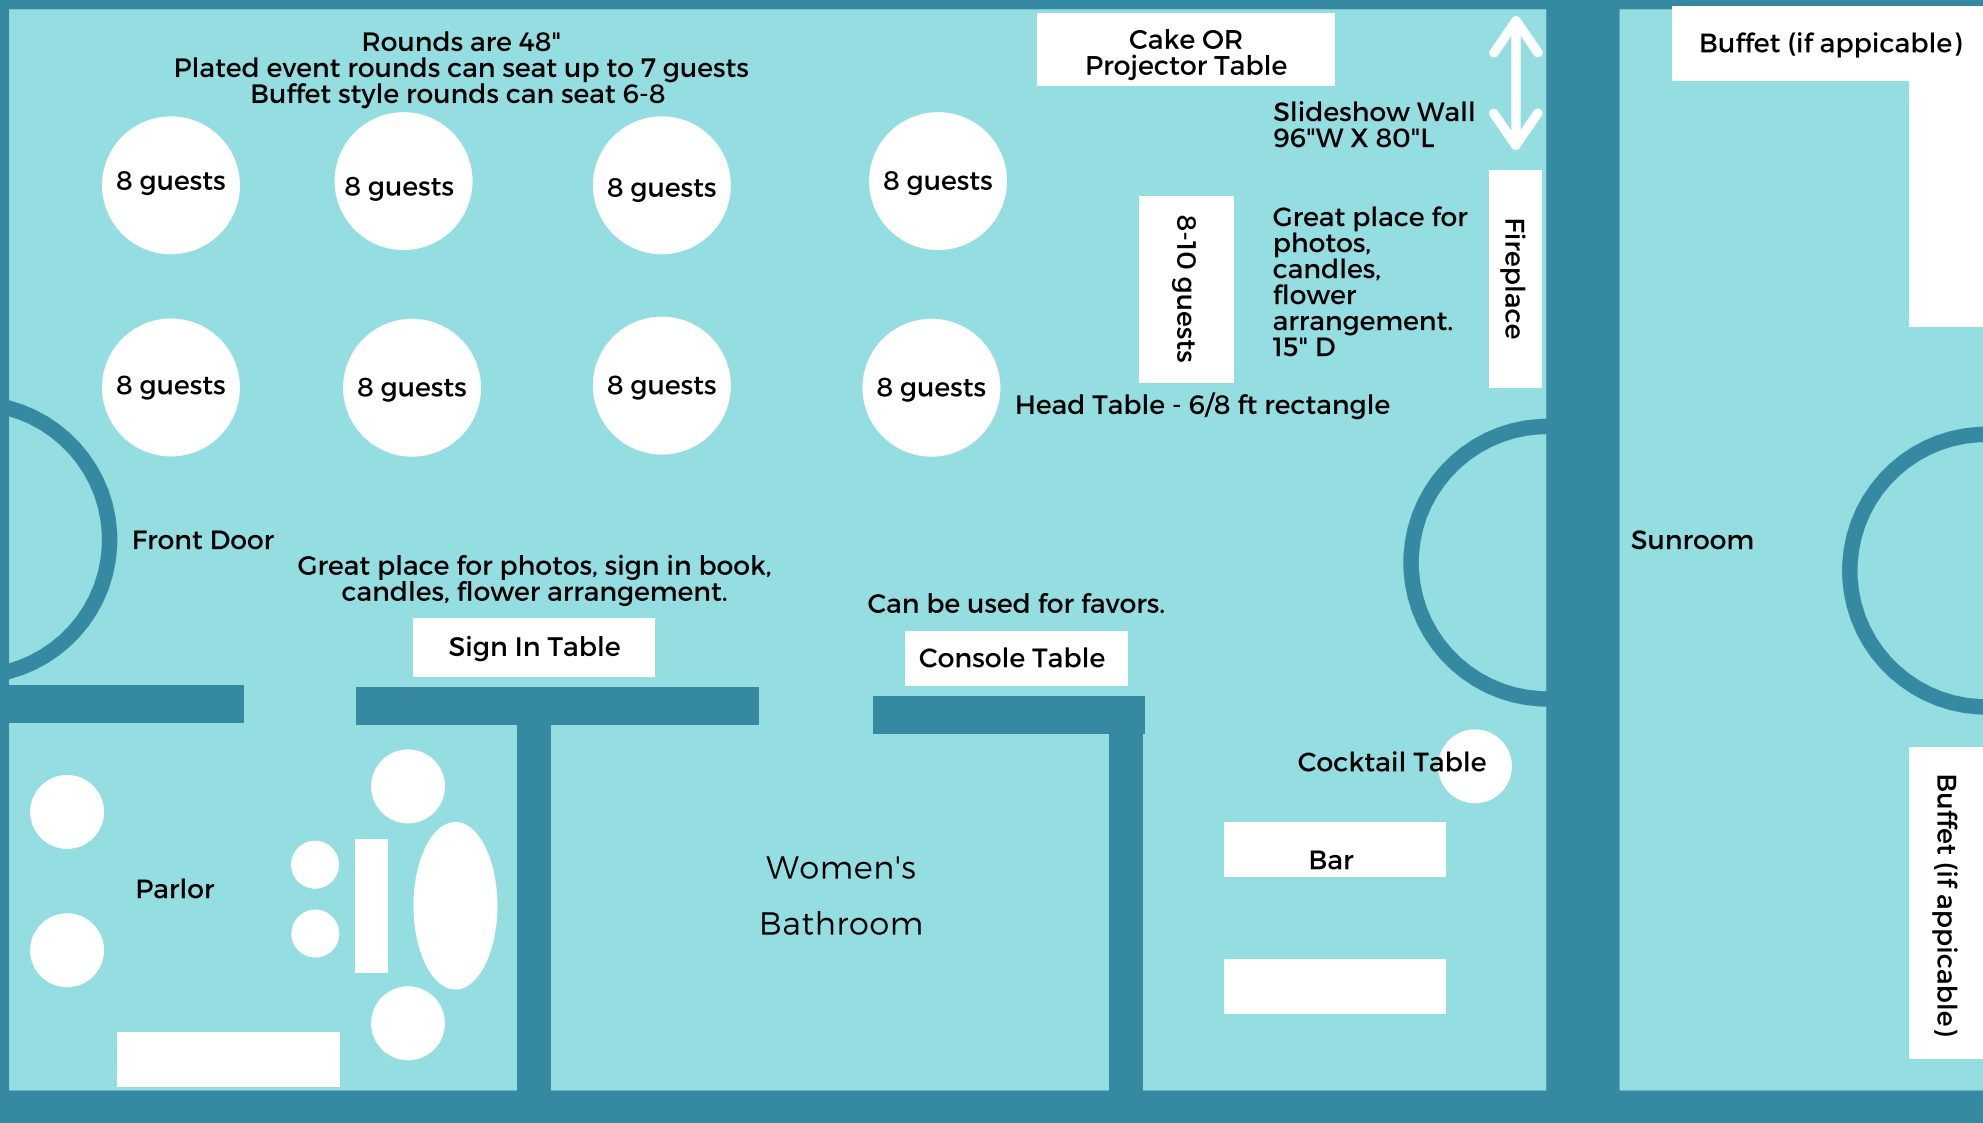 Rounds are 48"
Plated event rounds can seat up to 7 guests
Buffet style rounds can seat 6-8
Cake OR
Projector Table
Buffet (if appicable)
Slideshow Wall
96"W X 80"L
8 guests
8 guests
8 guests
8 guests
8-10 guests
Great place for
photos,
candles,
flower
arrangement.
15" D
Fireplace
8 guests
8 guests
8 guests
8 guests
Head Table - 6/8 ft rectangle
Front Door
Sunroom
Great place for photos, sign in book,
candles, flower arrangement.
Can be used for favors.
Sign In Table
Console Table
Cocktail Table
Parlor
Women's
Bathroom
Bar
Buffet (if appicable)